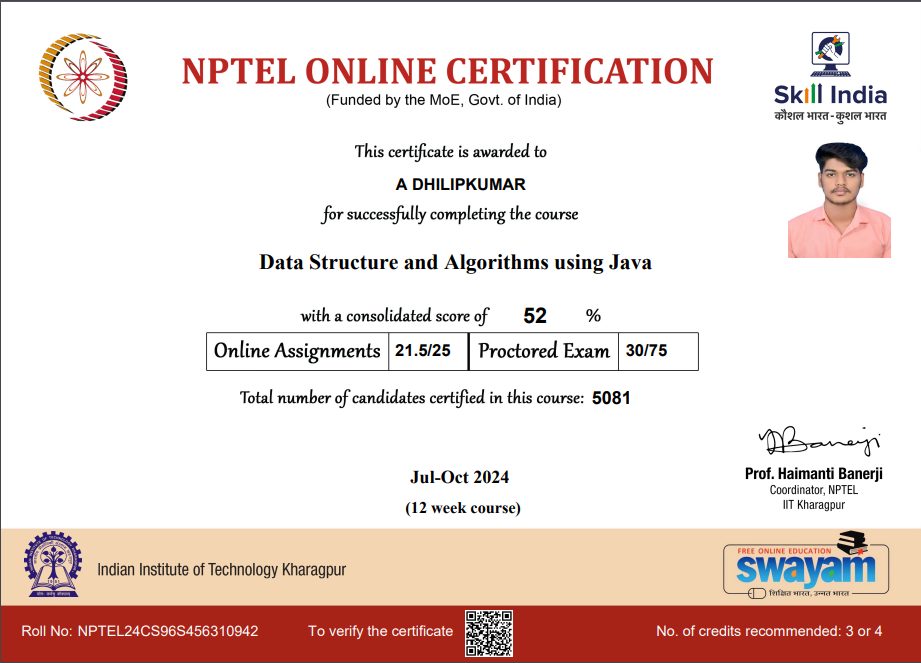 NPTEL ONLINE CERTIFICATION
(Funded by the MoE, Govt. of India)
Skill India
कौशल भारत - कुशल भारत
This certificate is awarded to
A DHILIPKUMAR
for successfully completing the course
Data Structure and Algorithms using Java
with a consolidated score of 52 %
Online Assignments 21.5/25 Proctored Exam 30/75
Total number of candidates certified in this course: 5081
Jul-Oct 2024
(12 week course)
Prof. Haimanti Banerji
Coordinator, NPTEL
IIT Kharagpur
Indian Institute of Technology Kharagpur
FREE ONLINE EDUCATION
swayam
शिक्षित भारत, उन्नत भारत
Roll No: NPTEL24CS96S456310942 To verify the certificate No. of credits recommended: 3 or 4